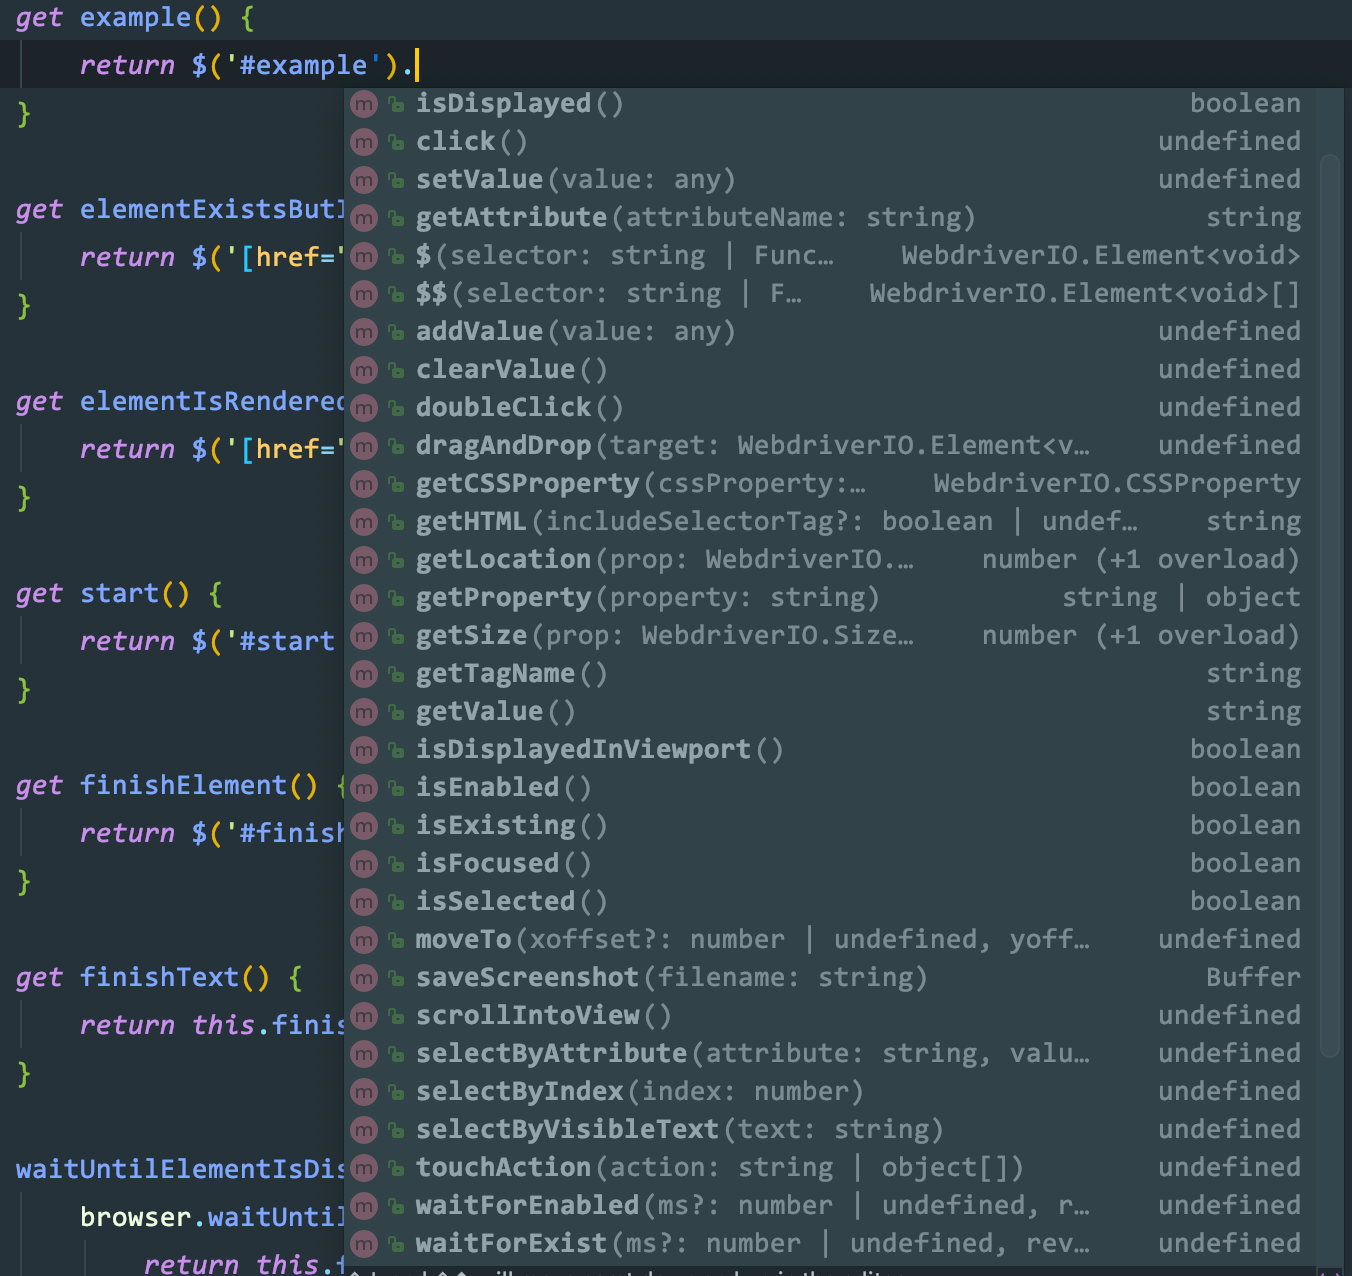 get example() {
return $('#example').
}
get elementExistsButI
return $('[href="
}
get elementIsRendered
return $('[href="
}
get start() {
return $('#start
}
get finishElement() {
return $('#finish
}
get finishText() {
return this.finis
}
waitUntilElementIsDis
browser.waitUntil
return this.f
m isDisplayed() boolean
m click() undefined
m setValue(value: any) undefined
m getAttribute(attributeName: string) string
m $(selector: string | Func… WebdriverIO.Element<void>
m $$(selector: string | F… WebdriverIO.Element<void>[]
m addValue(value: any) undefined
m clearValue() undefined
m doubleClick() undefined
m dragAndDrop(target: WebdriverIO.Element<v… undefined
m getCSSProperty(cssProperty:… WebdriverIO.CSSProperty
m getHTML(includeSelectorTag?: boolean | undef… string
m getLocation(prop: WebdriverIO.… number (+1 overload)
m getProperty(property: string) string | object
m getSize(prop: WebdriverIO.Size… number (+1 overload)
m getTagName() string
m getValue() string
m isDisplayedInViewport() boolean
m isEnabled() boolean
m isExisting() boolean
m isFocused() boolean
m isSelected() boolean
m moveTo(xoffset?: number | undefined, yoff… undefined
m saveScreenshot(filename: string) Buffer
m scrollIntoView() undefined
m selectByAttribute(attribute: string, valu… undefined
m selectByIndex(index: number) undefined
m selectByVisibleText(text: string) undefined
m touchAction(action: string | object[]) undefined
m waitForEnabled(ms?: number | undefined, r… undefined
m waitForExist(ms?: number | undefined, rev… undefined